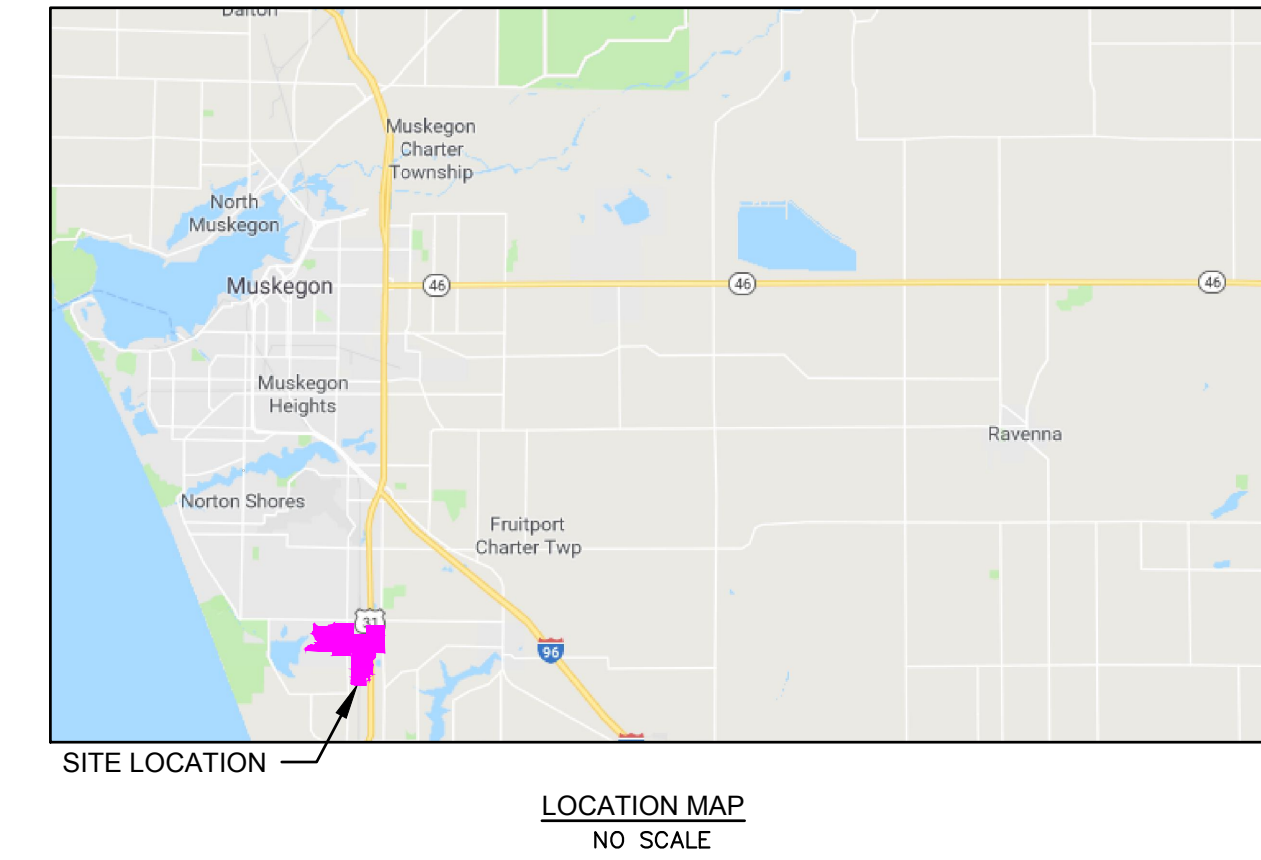 Dalton
Muskegon
Charter
Township
North
Muskegon
Muskegon
46
46
46
Muskegon
Heights
Ravenna
Norton Shores
Fruitport
Charter Twp
31
96
SITE LOCATION
LOCATION MAP
NO SCALE